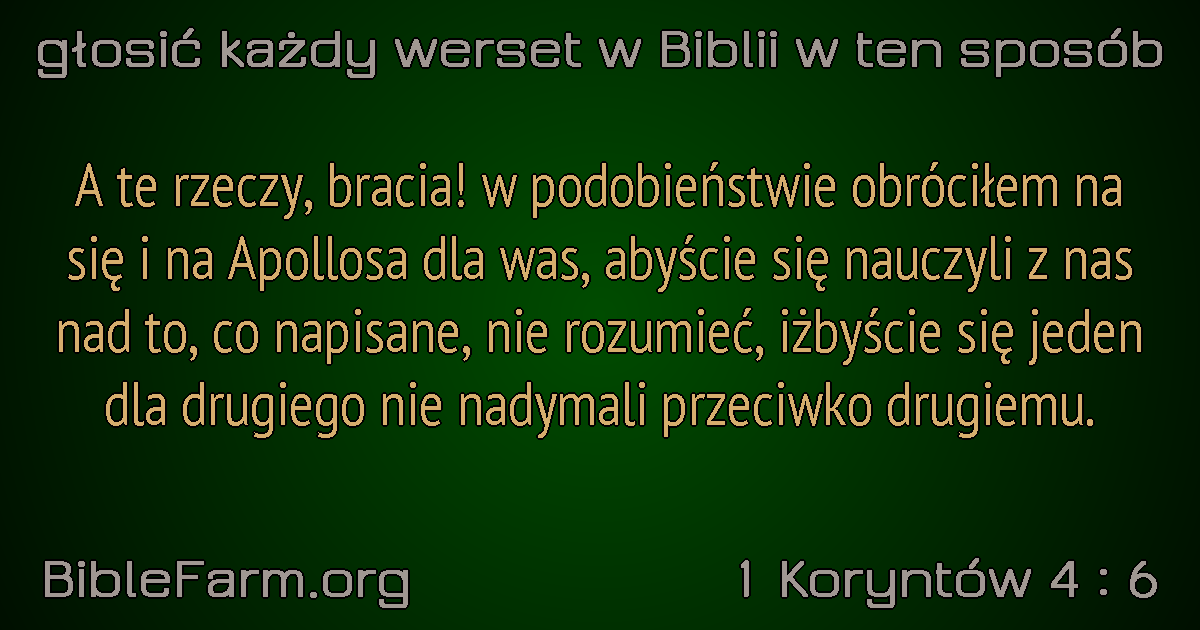 głosić każdy werset w Biblii w ten sposób
A te rzeczy, bracia! w podobieństwie obróciłem na
się i na Apollosa dla was, abyście się nauczyli z nas
nad to, co napisane, nie rozumieć, iżbyście się jeden
dla drugiego nie nadymali przeciwko drugiemu.
BibleFarm.org
1 Koryntów 4 : 6